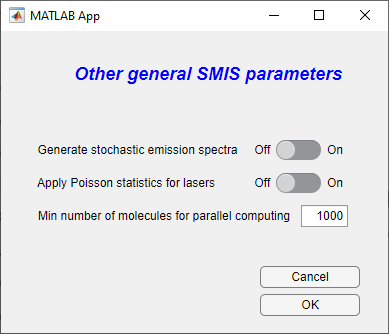 MATLAB App
Other general SMIS parameters
Generate stochastic emission spectra Off On
Apply Poisson statistics for lasers Off On
Min number of molecules for parallel computing 1000
Cancel
OK